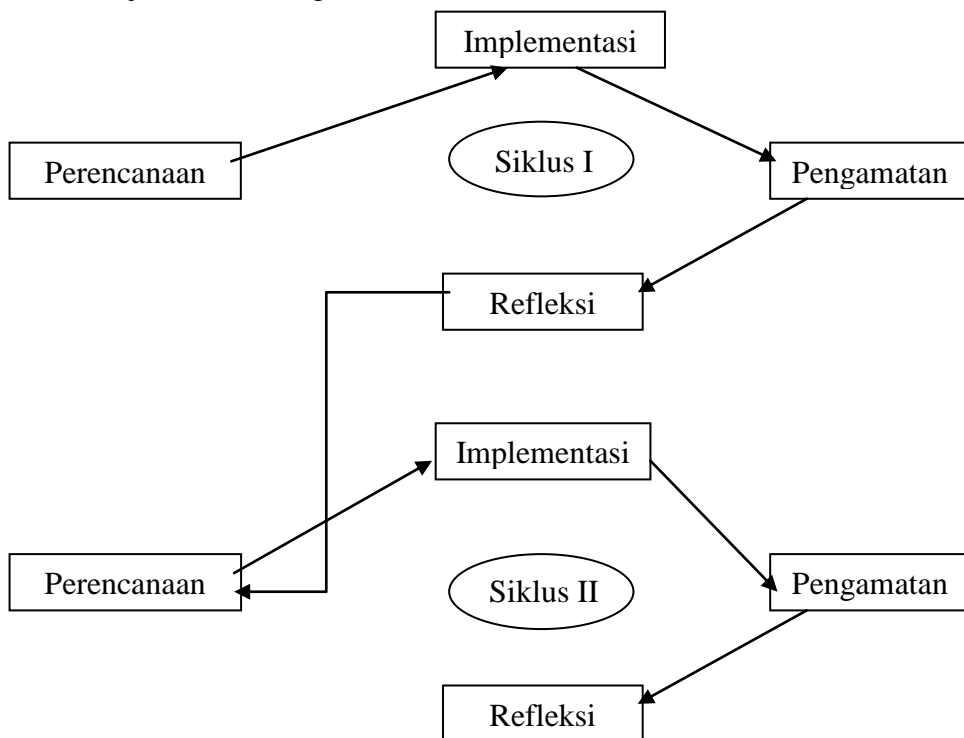 Implementasi
Siklus I
Perencanaan
Pengamatan
Refleksi
Implementasi
Siklus II
Perencanaan
Pengamatan
Refleksi